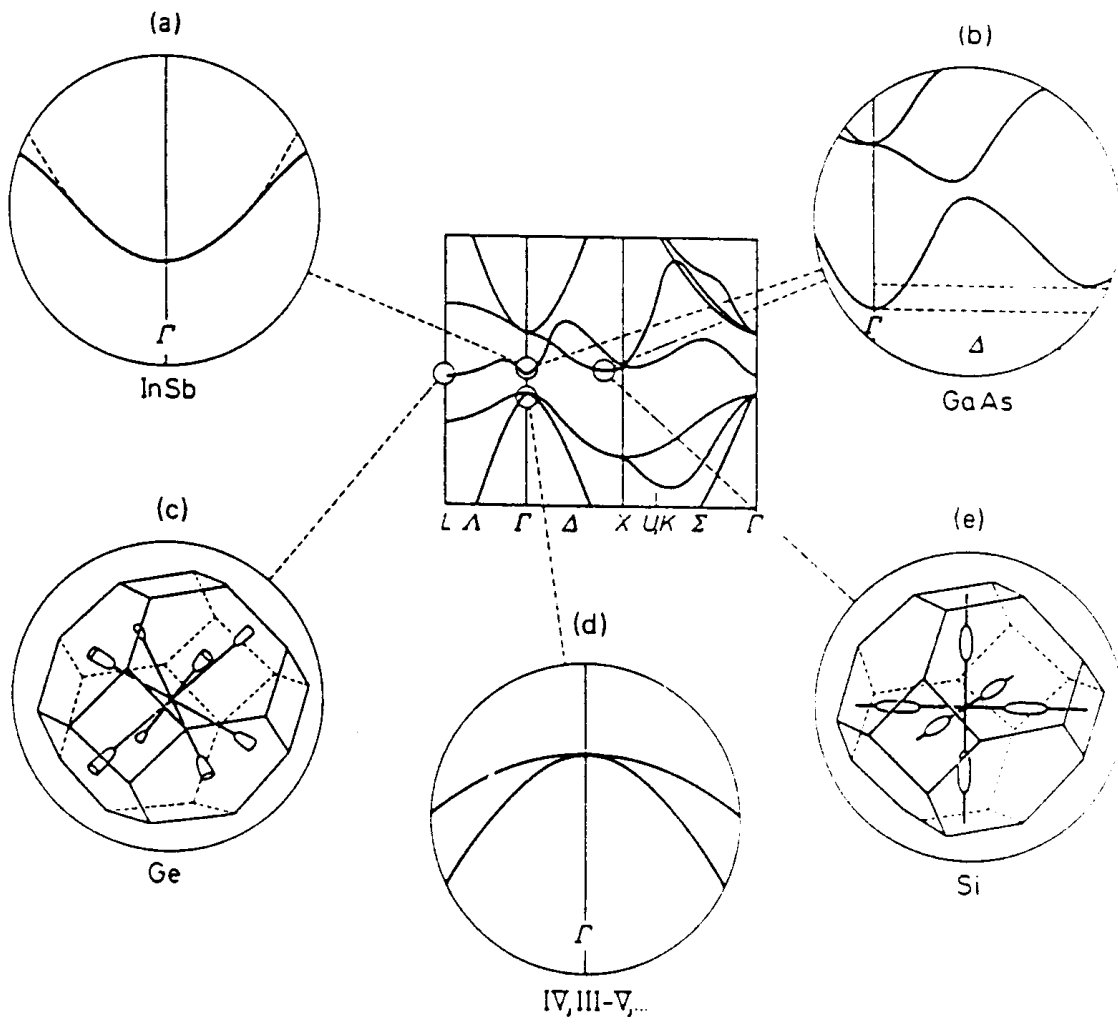 (a)
(b)
Γ
InSb
Γ
Δ
GaAs
L Λ Γ Δ X U,K Σ Γ
(c)
(e)
(d)
Ge
Si
Γ
IV, III-V,...